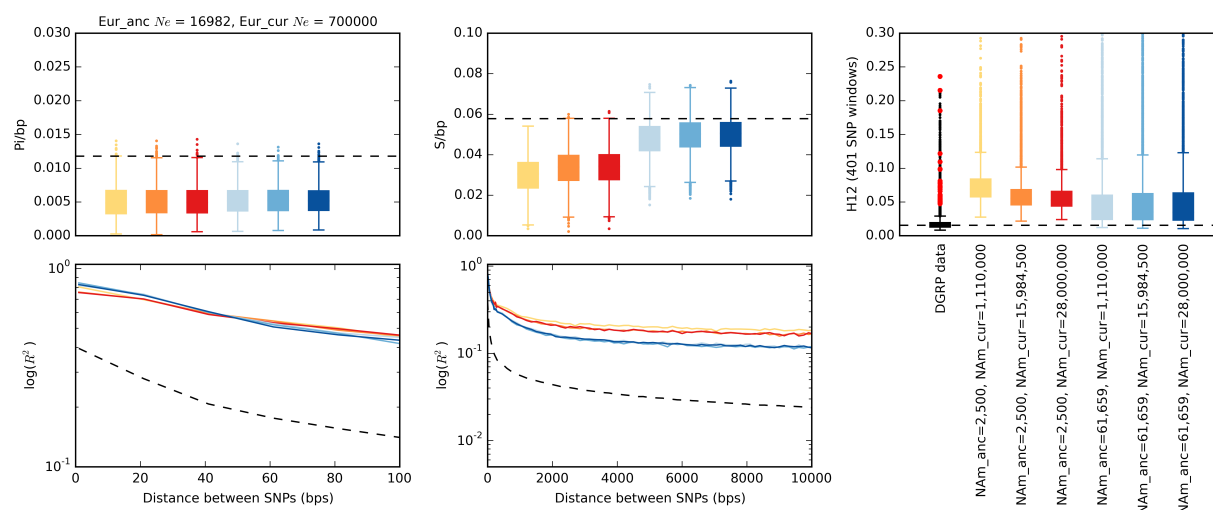 Eur_anc Ne = 16982, Eur_cur Ne = 700000
0.030
0.025
0.020
0.015
0.010
0.005
0.000
Pi/bp
0.10
0.08
0.06
0.04
0.02
0.00
S/bp
0.30
0.25
0.20
0.15
0.10
0.05
0.00
H12 (401 SNP windows)
DGRP data
NAm_anc=2,500, NAm_cur=1,110,000
NAm_anc=2,500, NAm_cur=15,984,500
NAm_anc=2,500, NAm_cur=28,000,000
NAm_anc=61,659, NAm_cur=1,110,000
NAm_anc=61,659, NAm_cur=15,984,500
NAm_anc=61,659, NAm_cur=28,000,000
10^0
10^-1
log(R^2)
0 20 40 60 80 100
Distance between SNPs (bps)
10^0
10^-1
10^-2
log(R^2)
0 2000 4000 6000 8000 10000
Distance between SNPs (bps)